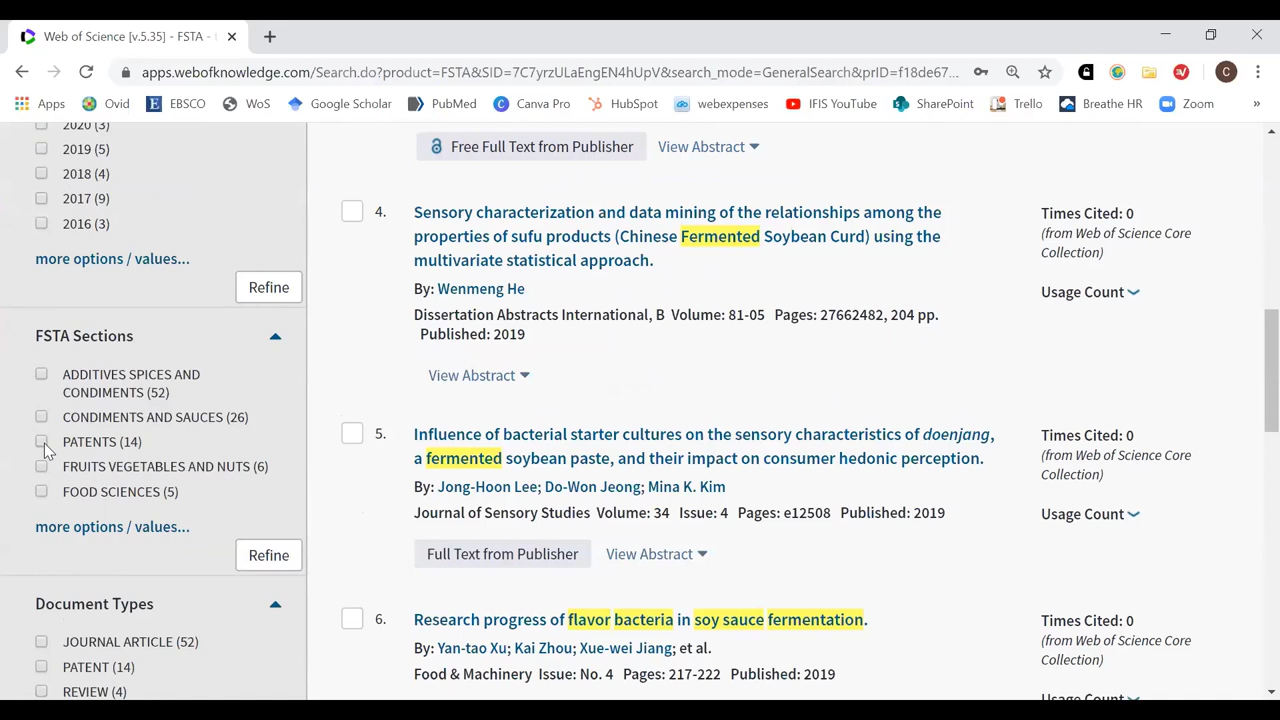 Web of Science [v.5.35] - FSTA - t
apps.webofknowledge.com/Search.do?product=FSTA&SID=7C7yrzULaEngEN4hUpV&search_mode=GeneralSearch&prID=f18de67...
C
Apps Ovid EBSCO WoS Google Scholar PubMed Canva Pro HubSpot webexpenses IFIS YouTube SharePoint Trello Breathe HR Zoom »
2020 (3)
2019 (5)
2018 (4)
2017 (9)
2016 (3)
more options / values...
Refine
FSTA Sections
ADDITIVES SPICES AND
CONDIMENTS (52)
CONDIMENTS AND SAUCES (26)
PATENTS (14)
FRUITS VEGETABLES AND NUTS (6)
FOOD SCIENCES (5)
more options / values...
Refine
Document Types
JOURNAL ARTICLE (52)
PATENT (14)
REVIEW (4)
Free Full Text from Publisher View Abstract
4. Sensory characterization and data mining of the relationships among the
properties of sufu products (Chinese Fermented Soybean Curd) using the
multivariate statistical approach.
By: Wenmeng He
Dissertation Abstracts International, B Volume: 81-05 Pages: 27662482, 204 pp.
Published: 2019
View Abstract
Times Cited: 0
(from Web of Science Core
Collection)
Usage Count
5. Influence of bacterial starter cultures on the sensory characteristics of doenjang,
a fermented soybean paste, and their impact on consumer hedonic perception.
By: Jong-Hoon Lee; Do-Won Jeong; Mina K. Kim
Journal of Sensory Studies Volume: 34 Issue: 4 Pages: e12508 Published: 2019
Full Text from Publisher View Abstract
Times Cited: 0
(from Web of Science Core
Collection)
Usage Count
6. Research progress of flavor bacteria in soy sauce fermentation.
By: Yan-tao Xu; Kai Zhou; Xue-wei Jiang; et al.
Food & Machinery Issue: No. 4 Pages: 217-222 Published: 2019
Times Cited: 0
(from Web of Science Core
Collection)
Usage Count